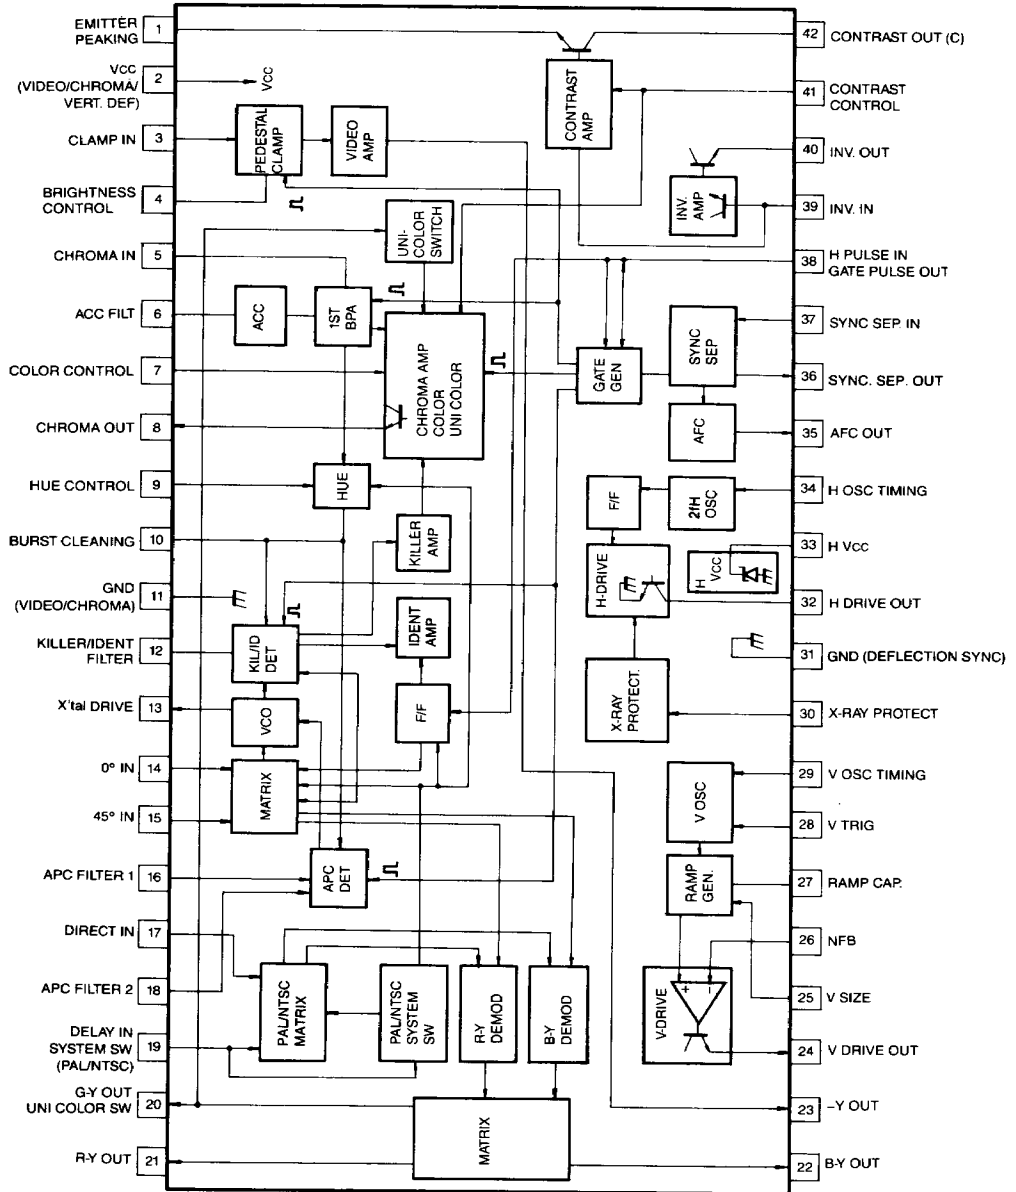 EMITTER
PEAKING
1
VCC
(VIDEO/CHROMA/
VERT. DEF)
2
VCC
CLAMP IN
3
BRIGHTNESS
CONTROL
4
CHROMA IN
5
ACC FILT
6
COLOR CONTROL
7
CHROMA OUT
8
HUE CONTROL
9
BURST CLEANING
10
GND
(VIDEO/CHROMA)
11
KILLER/IDENT
FILTER
12
X'tal DRIVE
13
0° IN
14
45° IN
15
APC FILTER 1
16
DIRECT IN
17
APC FILTER 2
18
DELAY IN
SYSTEM SW
(PAL/NTSC)
19
G-Y OUT
UNI COLOR SW
20
R-Y OUT
21
PEDESTAL
CLAMP
VIDEO
AMP
UNI-
COLOR
SWITCH
ACC
1ST
BPA
CHROMA AMP
COLOR
UNI COLOR
HUE
KILLER
AMP
KIL/ID
DET
IDENT
AMP
VCO
F/F
MATRIX
APC
DET
PAL/NTSC
MATRIX
PAL/NTSC
SYSTEM
SW
R-Y
DEMOD
B-Y
DEMOD
MATRIX
CONTRAST
AMP
INV.
AMP
GATE
GEN
SYNC
SEP
AFC
F/F
2fH
OSC
H-DRIVE
H
VCC
X-RAY
PROTECT.
V OSC
RAMP
GEN.
V-DRIVE
+
−
42
CONTRAST OUT (C)
41
CONTRAST
CONTROL
40
INV. OUT
39
INV. IN
38
H PULSE IN
GATE PULSE OUT
37
SYNC SEP. IN
36
SYNC. SEP. OUT
35
AFC OUT
34
H OSC TIMING
33
H VCC
32
H DRIVE OUT
31
GND (DEFLECTION SYNC)
30
X-RAY PROTECT
29
V OSC TIMING
28
V TRIG
27
RAMP CAP.
26
NFB
25
V SIZE
24
V DRIVE OUT
23
-Y OUT
22
B-Y OUT